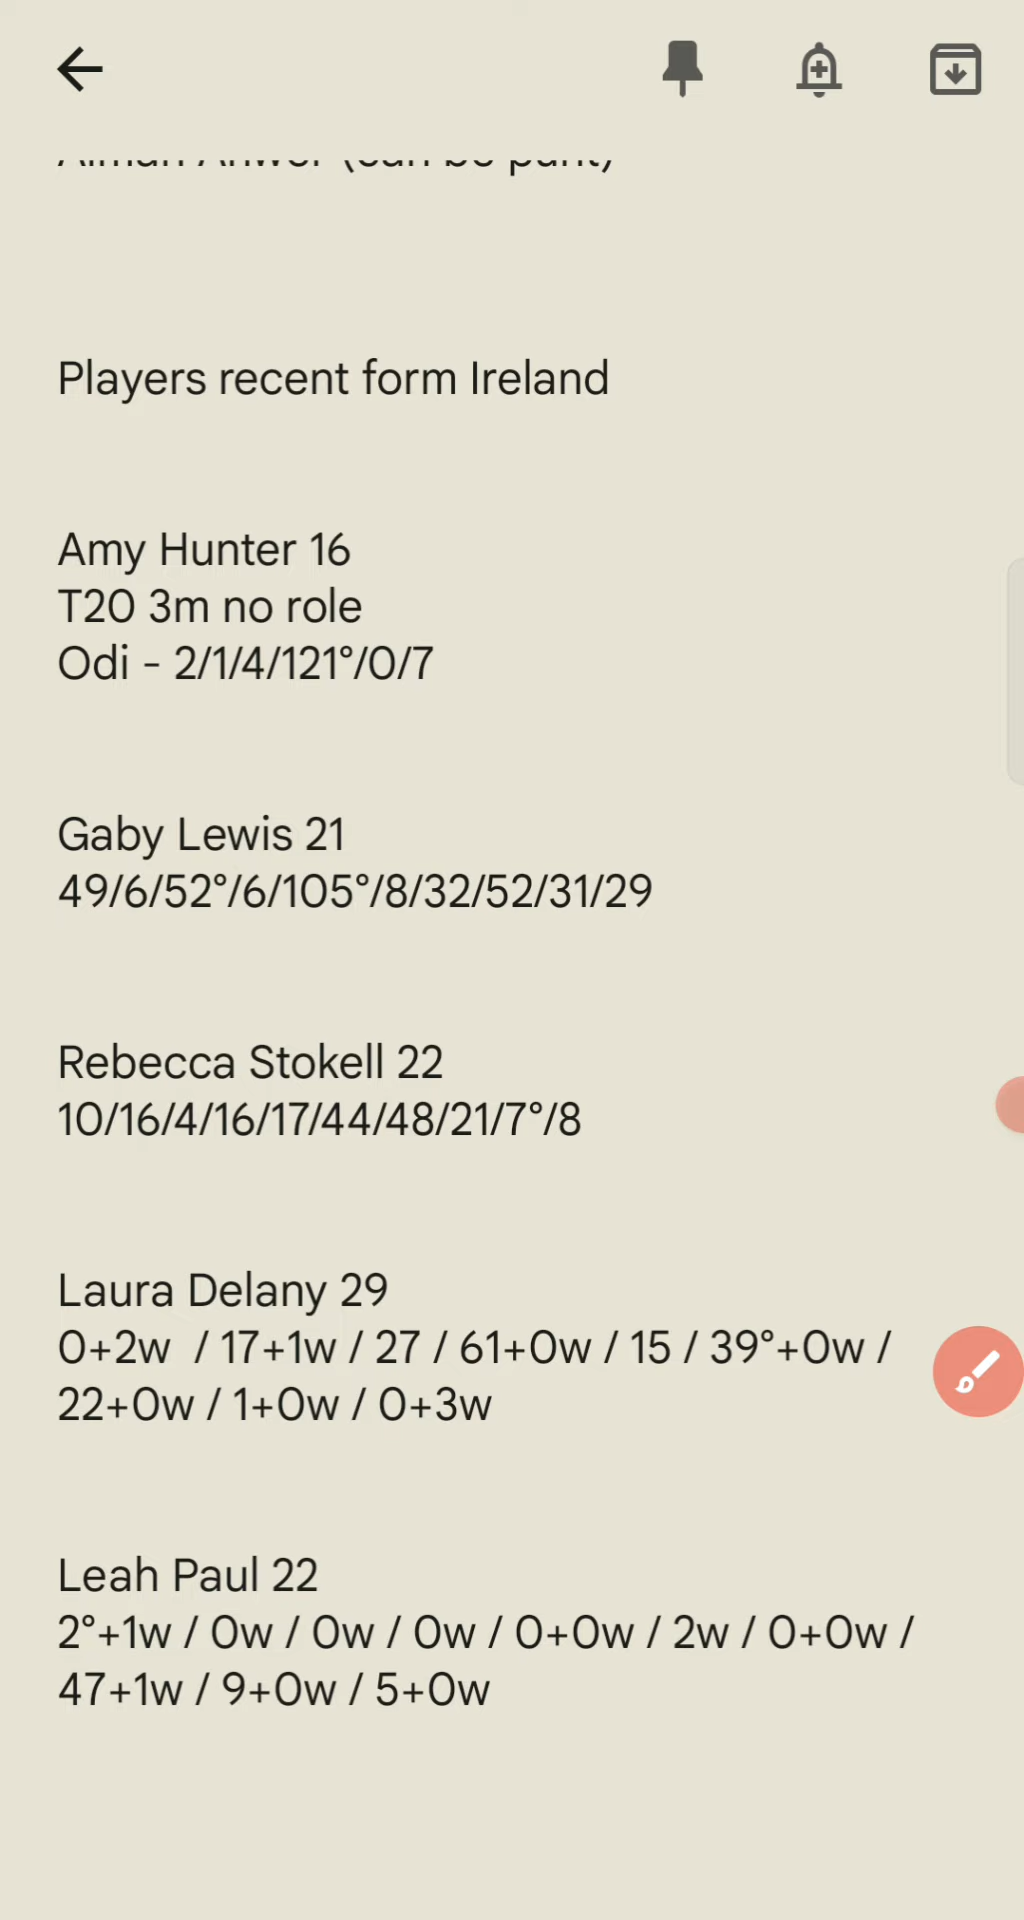 Players recent form Ireland
Amy Hunter 16
T20 3m no role
Odi - 2/1/4/121°/0/7
Gaby Lewis 21
49/6/52°/6/105°/8/32/52/31/29
Rebecca Stokell 22
10/16/4/16/17/44/48/21/7°/8
Laura Delany 29
0+2w / 17+1w / 27 / 61+0w / 15 / 39°+0w /
22+0w / 1+0w / 0+3w
Leah Paul 22
2°+1w / 0w / 0w / 0w / 0+0w / 2w / 0+0w /
47+1w / 9+0w / 5+0w